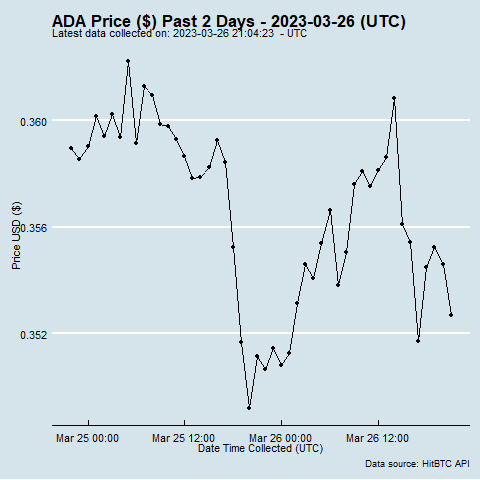 ADA Price ($) Past 2 Days - 2023-03-26 (UTC)
Latest data collected on: 2023-03-26 21:04:23 - UTC
0.360
0.356
0.352
Price USD ($)
Mar 25 00:00 Mar 25 12:00 Mar 26 00:00 Mar 26 12:00
Date Time Collected (UTC)
Data source: HitBTC API